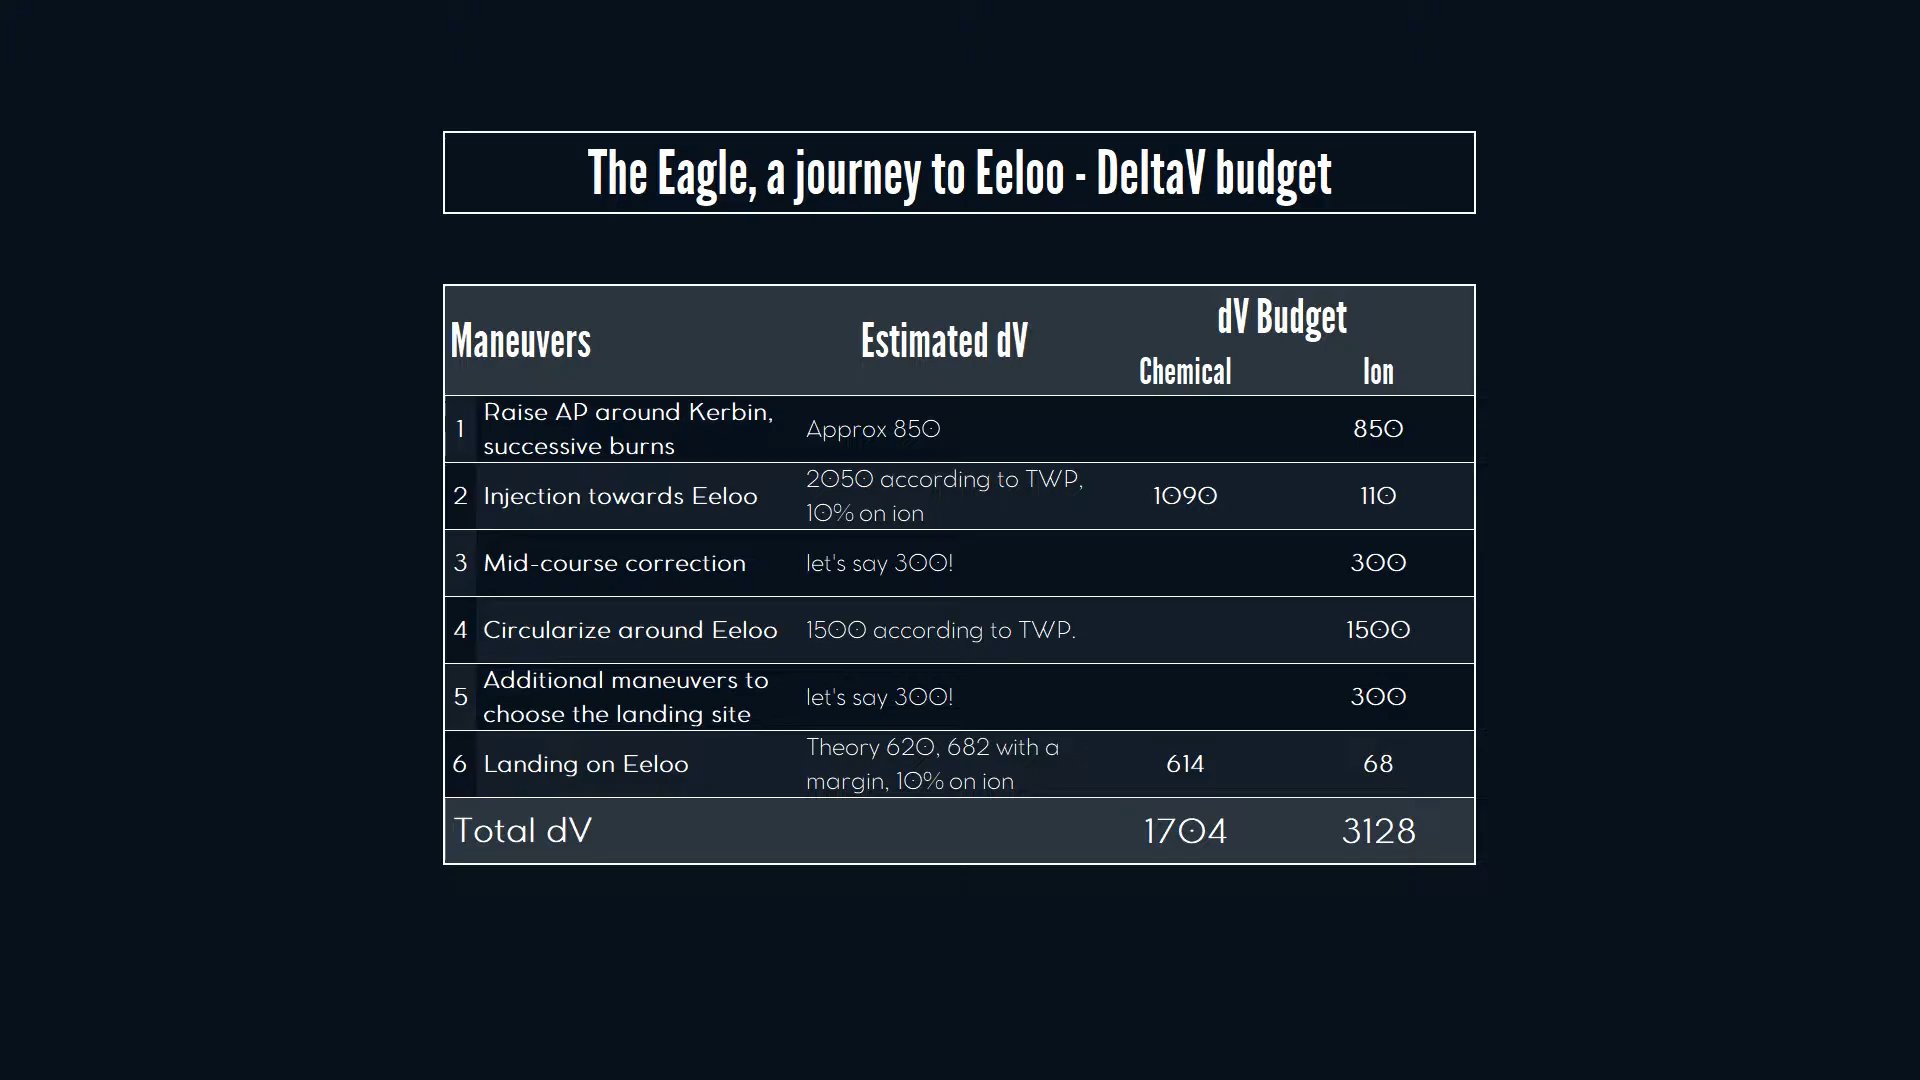 The Eagle, a journey to Eeloo - DeltaV budget
Maneuvers
Estimated dV
dV Budget
Chemical
Ion
1
Raise AP around Kerbin,
successive burns
Approx 850
850
2
Injection towards Eeloo
2050 according to TWP,
10% on ion
1090
110
3
Mid-course correction
let's say 300!
300
4
Circularize around Eeloo
1500 according to TWP.
1500
5
Additional maneuvers to
choose the landing site
let's say 300!
300
6
Landing on Eeloo
Theory 620, 682 with a
margin, 10% on ion
614
68
Total dV
1704
3128